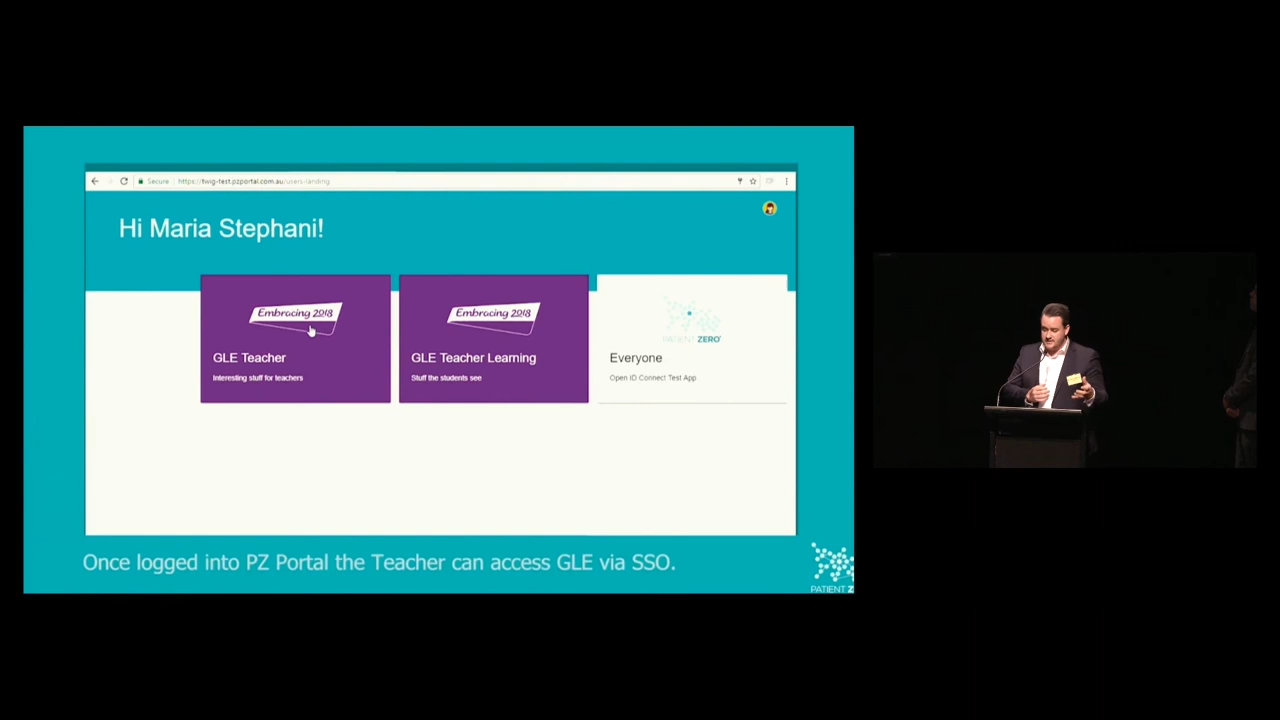 Secure
https://twig-test.pzportal.com.au/users-landing
Hi Maria Stephani!
Embracing 2018
GLE Teacher
Interesting stuff for teachers
Embracing 2018
GLE Teacher Learning
Stuff the students see
PATIENT ZERO
Everyone
Open ID Connect Test App
Once logged into PZ Portal the Teacher can access GLE via SSO.
PATIENT Z